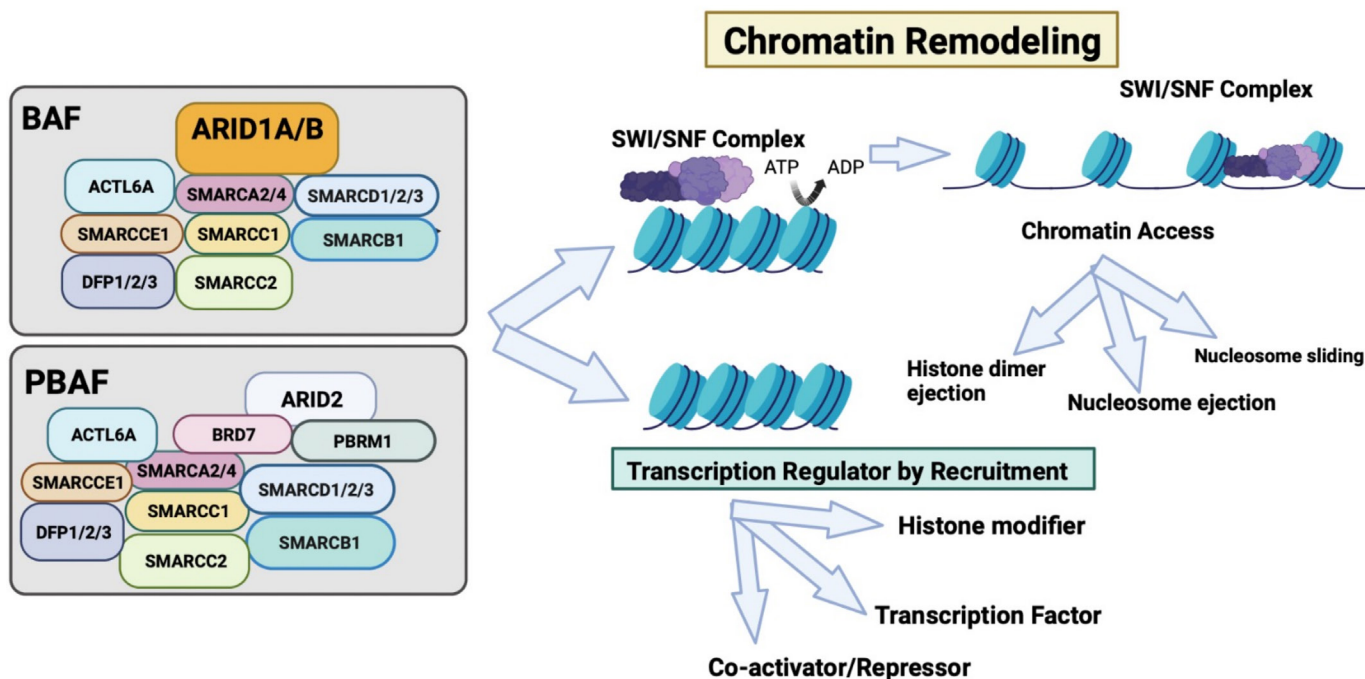 Chromatin Remodeling
BAF
ARID1A/B
ACTL6A
SMARCA2/4
SMARCD1/2/3
SMARCCE1
SMARCC1
SMARCB1
DFP1/2/3
SMARCC2
PBAF
ARID2
ACTL6A
BRD7
PBRM1
SMARCCE1
SMARCA2/4
SMARCD1/2/3
DFP1/2/3
SMARCC1
SMARCB1
SMARCC2
SWI/SNF Complex
ATP
ADP
SWI/SNF Complex
Chromatin Access
Histone dimer
ejection
Nucleosome ejection
Nucleosome sliding
Transcription Regulator by Recruitment
Histone modifier
Transcription Factor
Co-activator/Repressor